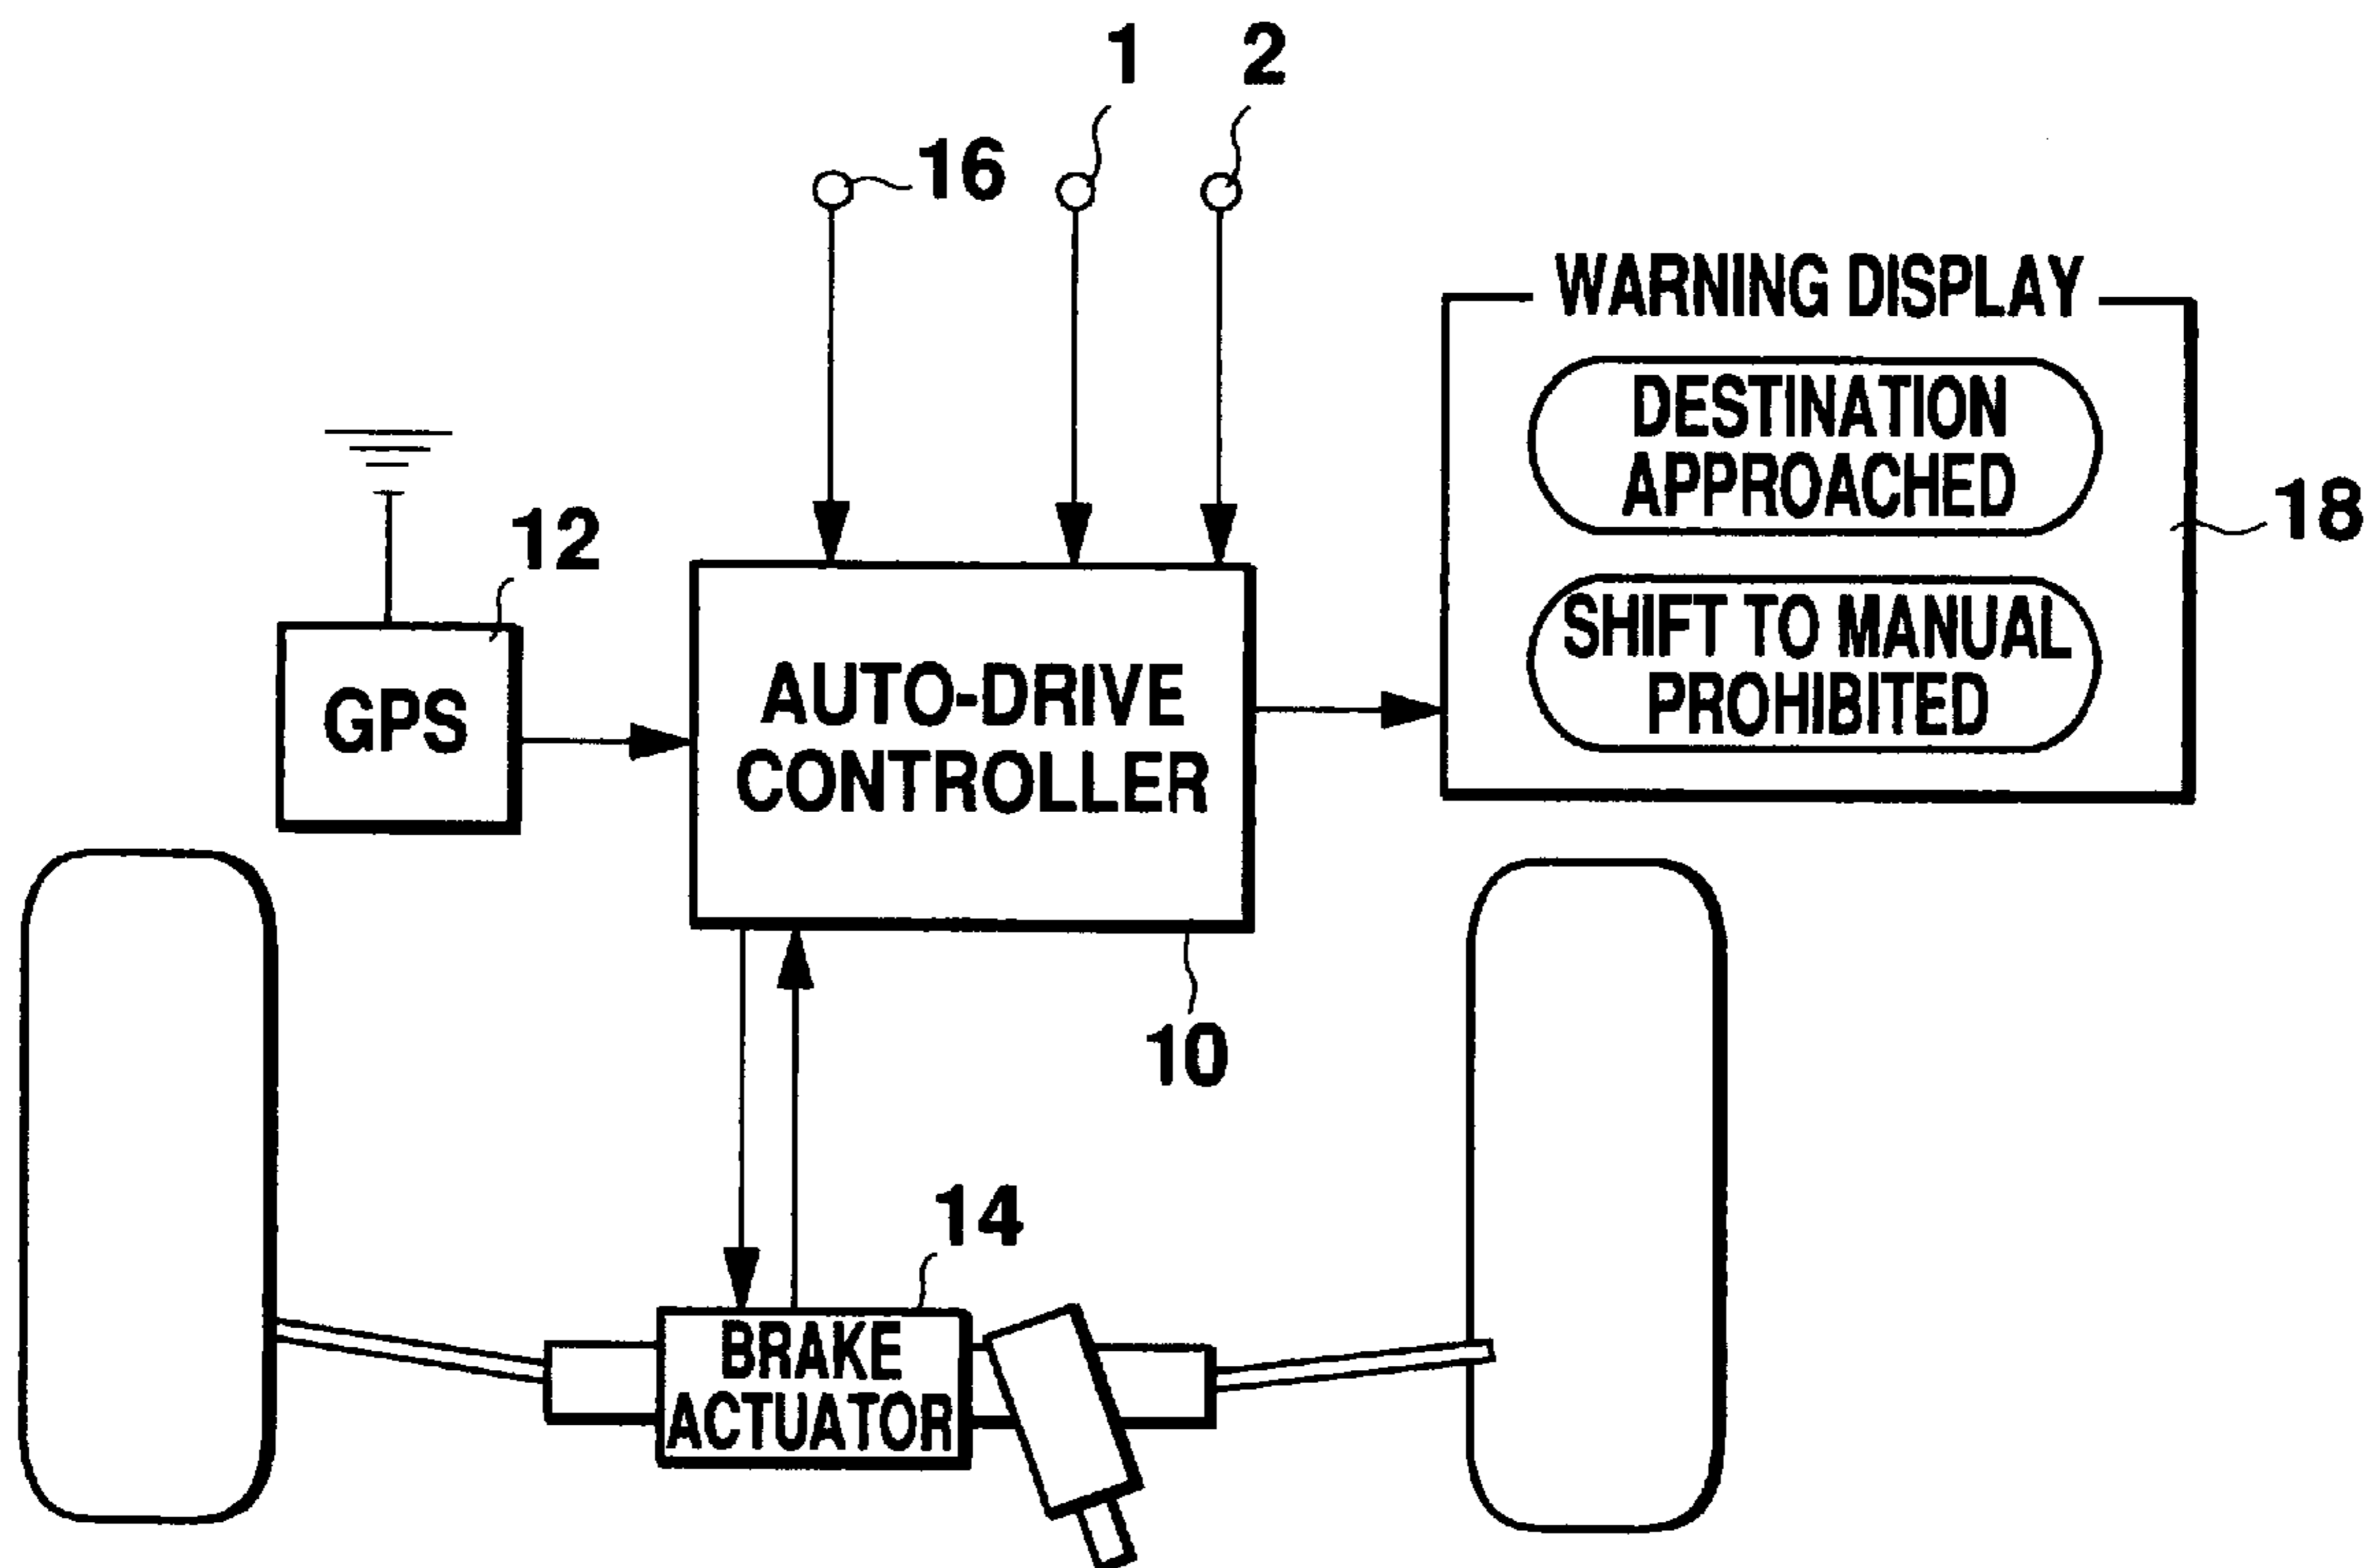 1
2
16
WARNING DISPLAY
DESTINATION
APPROACHED
18
SHIFT TO MANUAL
PROHIBITED
12
GPS
AUTO-DRIVE
CONTROLLER
10
14
BRAKE
ACTUATOR